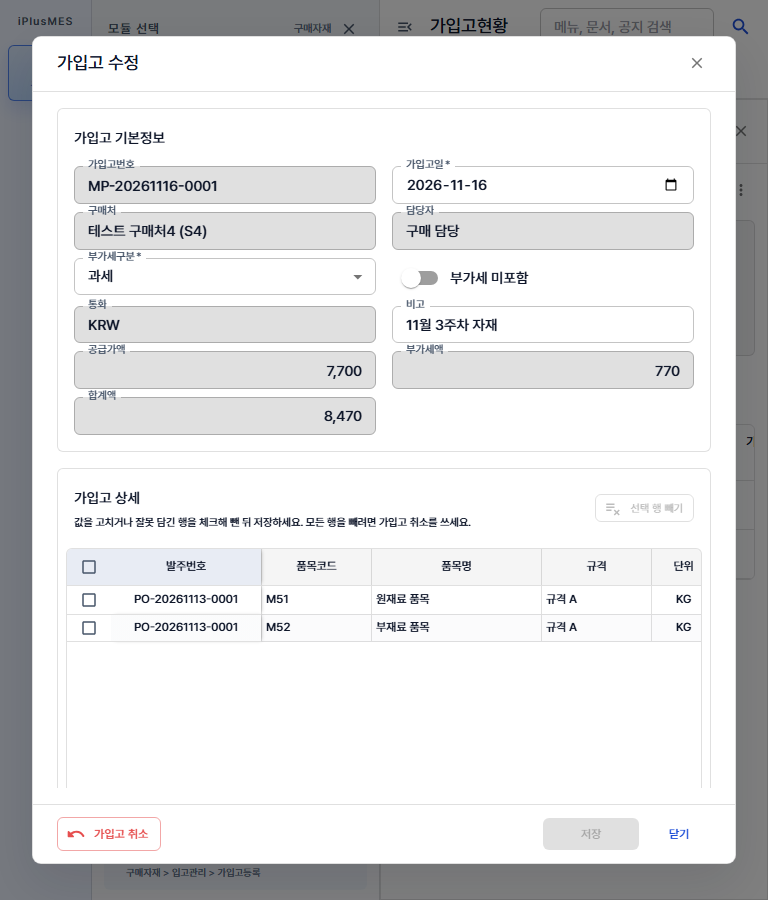 iPlusMES
모듈 선택
구매자재
가입고현황
메뉴, 문서, 공지 검색
가입고 수정
가입고 기본정보
가입고번호
MP-20261116-0001
가입고일 *
2026-11-16
구매처
테스트 구매처4 (S4)
담당자
구매 담당
부가세구분 *
과세
부가세 미포함
통화
KRW
비고
11월 3주차 자재
공급가액
7,700
부가세액
770
합계액
8,470
가입고 상세
값을 고치거나 잘못 담긴 행을 체크해 뺀 뒤 저장하세요. 모든 행을 빼려면 가입고 취소를 쓰세요.
선택 행 빼기
발주번호 품목코드 품목명 규격 단위
PO-20261113-0001 M51 원재료 품목 규격 A KG
PO-20261113-0001 M52 부재료 품목 규격 A KG
가입고 취소
저장
닫기
구매자재 > 입고관리 > 가입고등록